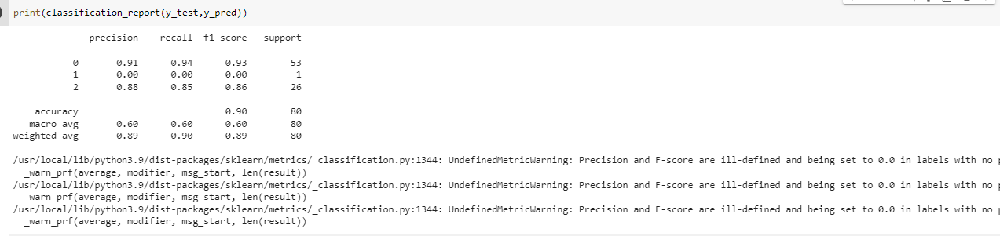 print(classification_report(y_test,y_pred))
precision recall f1-score support
0 0.91 0.94 0.93 53
1 0.00 0.00 0.00 1
2 0.88 0.85 0.86 26
accuracy 0.90 80
macro avg 0.60 0.60 0.60 80
weighted avg 0.89 0.90 0.89 80
/usr/local/lib/python3.9/dist-packages/sklearn/metrics/_classification.py:1344: UndefinedMetricWarning: Precision and F-score are ill-defined and being set to 0.0 in labels with no
_warn_prf(average, modifier, msg_start, len(result))
/usr/local/lib/python3.9/dist-packages/sklearn/metrics/_classification.py:1344: UndefinedMetricWarning: Precision and F-score are ill-defined and being set to 0.0 in labels with no
_warn_prf(average, modifier, msg_start, len(result))
/usr/local/lib/python3.9/dist-packages/sklearn/metrics/_classification.py:1344: UndefinedMetricWarning: Precision and F-score are ill-defined and being set to 0.0 in labels with no
_warn_prf(average, modifier, msg_start, len(result))